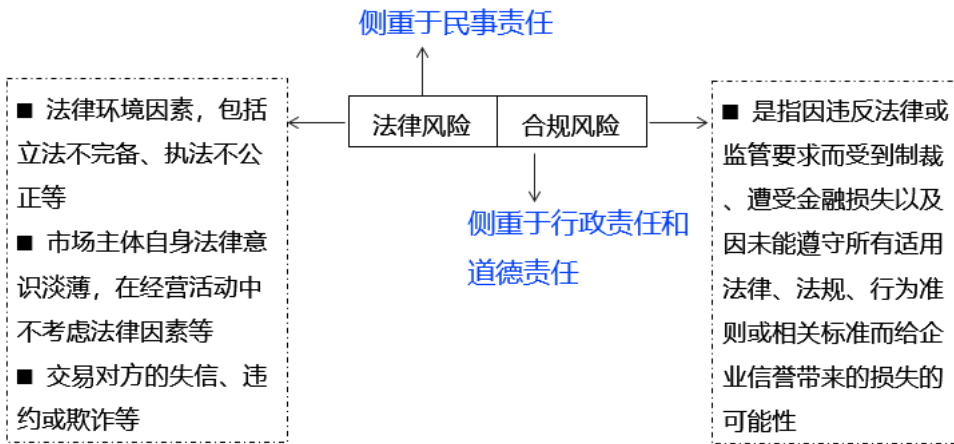 侧重于民事责任
■ 法律环境因素，包括
立法不完备、执法不公
正等
■ 市场主体自身法律意
识淡薄，在经营活动中
不考虑法律因素等
■ 交易对方的失信、违
约或欺诈等
法律风险
合规风险
侧重于行政责任和
道德责任
■ 是指因违反法律或
监管要求而受到制裁
、遭受金融损失以及
因未能遵守所有适用
法律、法规、行为准
则或相关标准而给企
业信誉带来的损失的
可能性